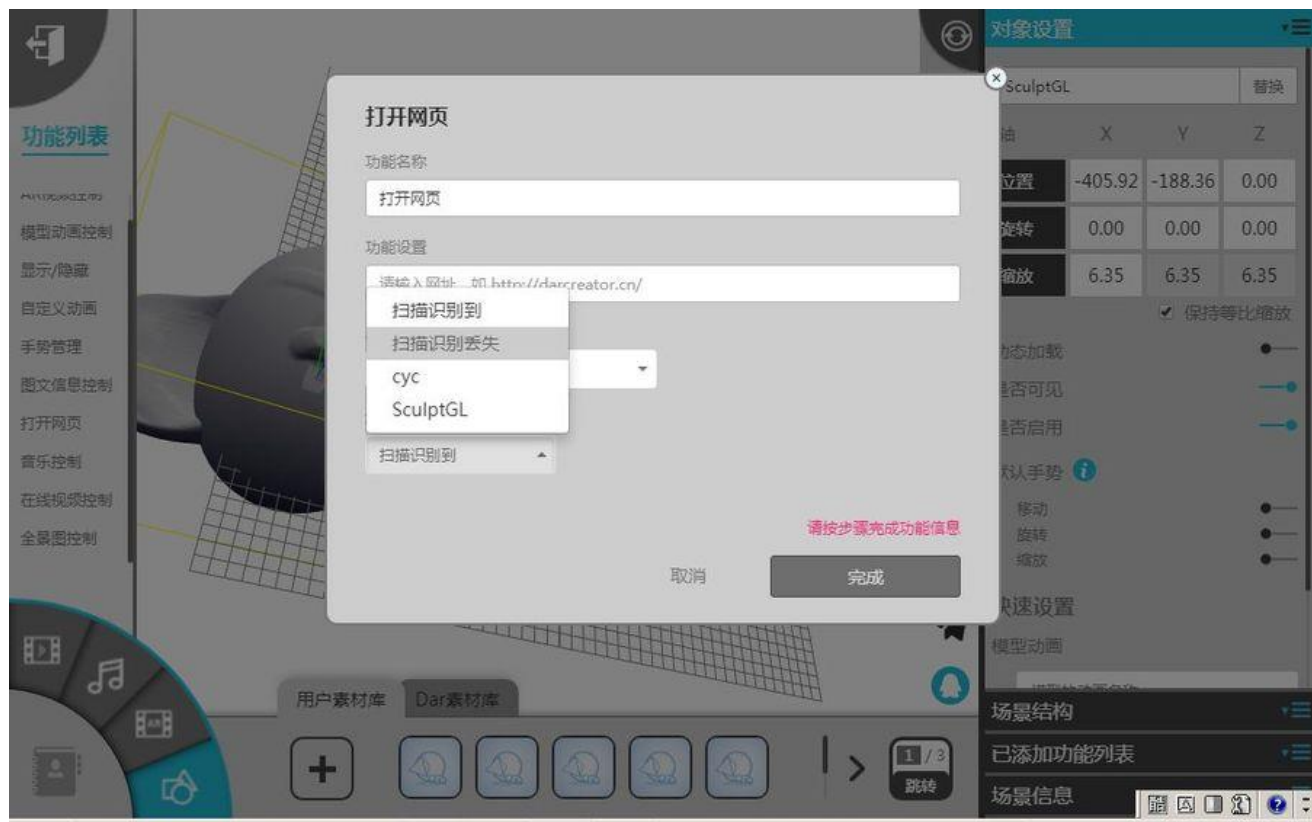 对象设置
SculptGL
替换
X
Y
Z
位置
-405.92
-188.36
0.00
旋转
0.00
0.00
0.00
缩放
6.35
6.35
6.35
保持等比缩放
动态加载
是否可见
是否启用
默认手势
移动
旋转
缩放
快速设置
模型动画
场景结构
已添加功能列表
场景信息
功能列表
模型动画控制
显示/隐藏
自定义动画
手势管理
图文信息控制
打开网页
音乐控制
在线视频控制
全景图控制
打开网页
功能名称
打开网页
功能设置
请输入网址，如 http://darcreator.cn/
扫描识别到
扫描识别丢失
cyc
SculptGL
扫描识别到
请按步骤完成功能信息
取消
完成
用户素材库
Dar素材库
1 / 3
跳转